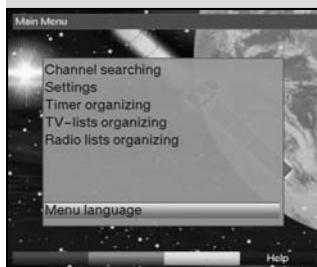 Main Menu
Channel searching
Settings
Timer organizing
TV-lists organizing
Radio lists organizing
Menu language
Help